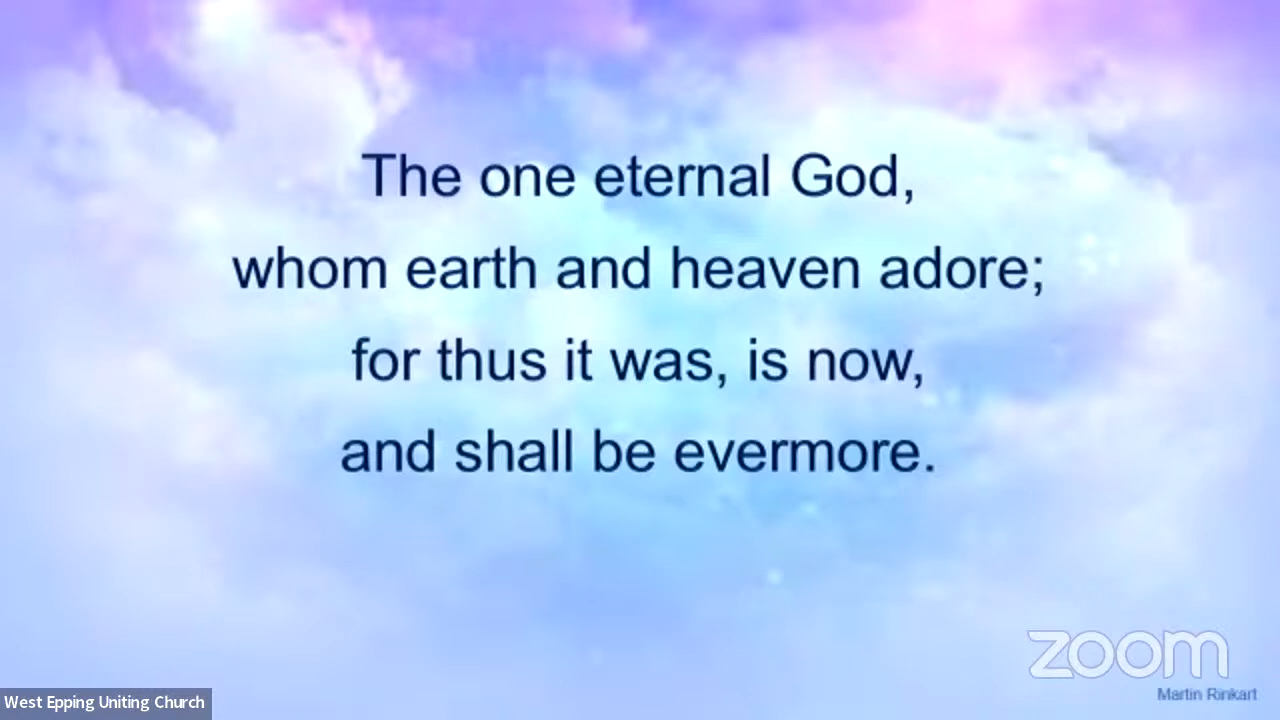 The one eternal God,
whom earth and heaven adore;
for thus it was, is now,
and shall be evermore.
zoom
Martin Rinkart
West Epping Uniting Church